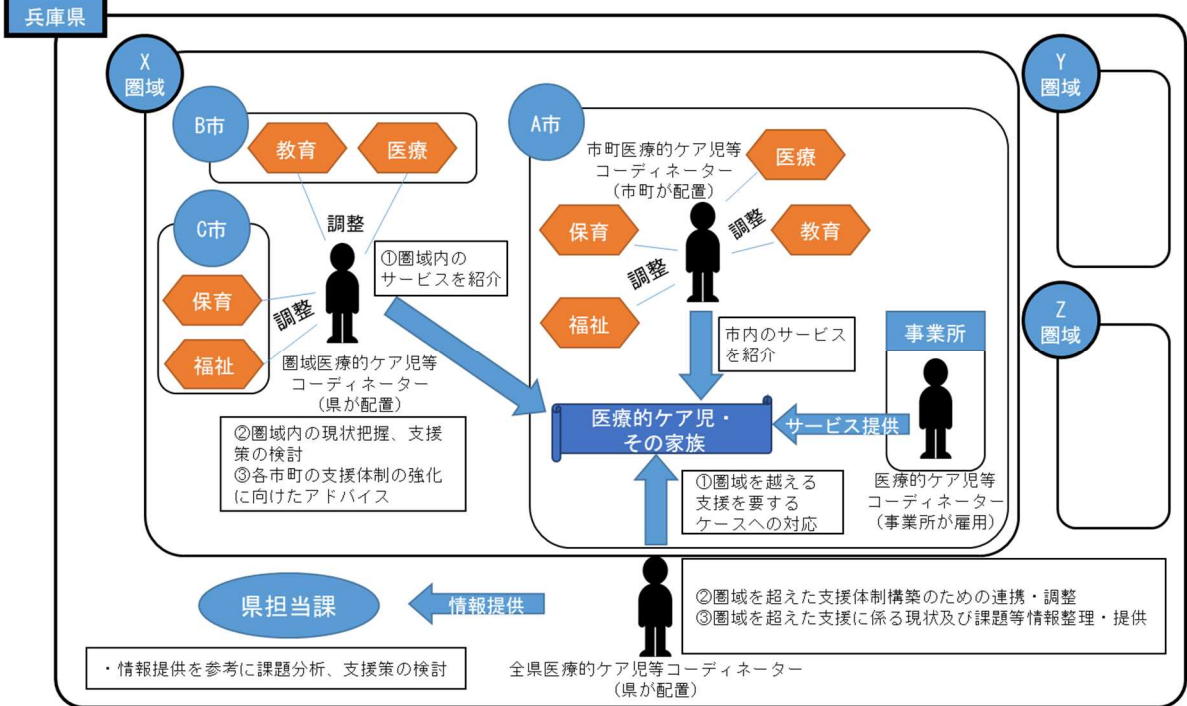 兵庫県
X
圏域
B市
教育
医療
調整
C市
保育
福祉
調整
①圏域内の
サービスを紹介
圏域医療的ケア児等
コーディネーター
(県が配置)
②圏域内の現状把握、支援
策の検討
③各市町の支援体制の強化
に向けたアドバイス
A市
市町医療的ケア児等
コーディネーター
(市町が配置)
医療
保育
調整
教育
調整
福祉
市内のサービス
を紹介
事業所
医療的ケア児・
その家族
サービス提供
①圏域を越える
支援を要する
ケースへの対応
医療的ケア児等
コーディネーター
(事業所が雇用)
Y
圏域
Z
圏域
県担当課
情報提供
②圏域を超えた支援体制構築のための連携・調整
③圏域を超えた支援に係る現状及び課題等情報整理・提供
・情報提供を参考に課題分析、支援策の検討
全県医療的ケア児等コーディネーター
(県が配置)